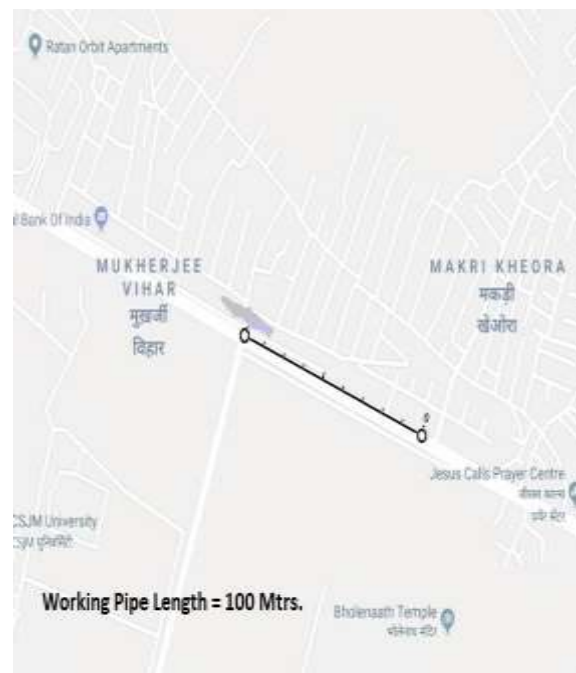 Ratan Orbit Apartments
Bank Of India
MUKHERJEE
VIHAR
मुखर्जी
विहार
MAKRI KHEORA
मकड़ी
खेओरा
Jesus Calls Prayer Centre
CSJM University
Working Pipe Length = 100 Mtrs.
Bholenaath Temple